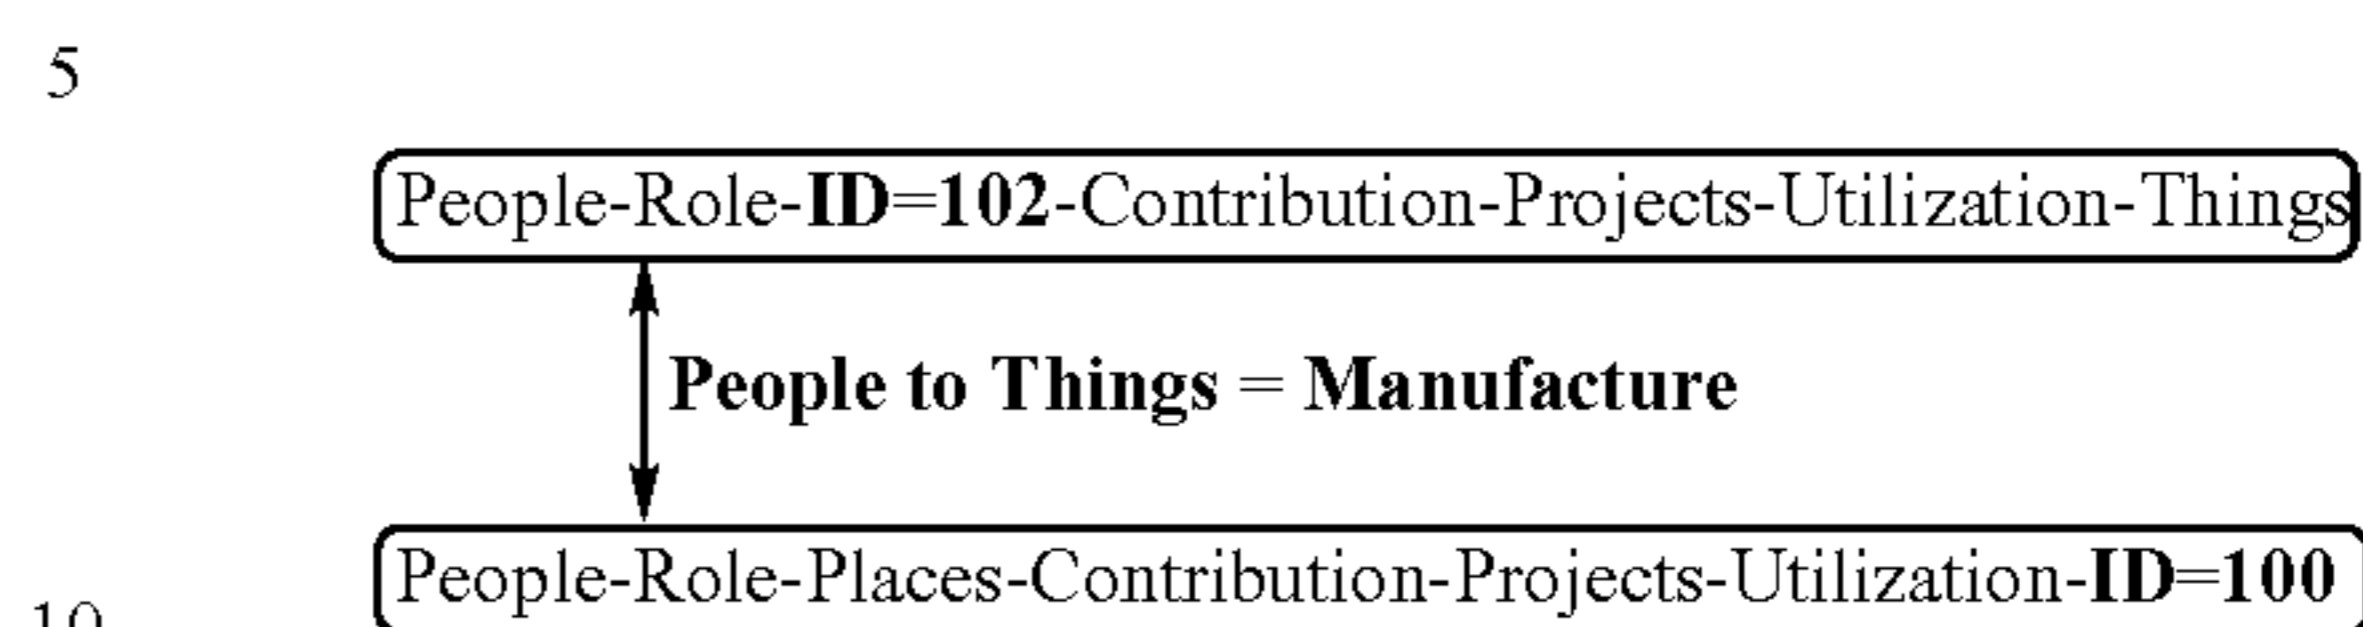 5
People-Role-ID=102-Contribution-Projects-Utilization-Things
People to Things = Manufacture
People-Role-Places-Contribution-Projects-Utilization-ID=100
10